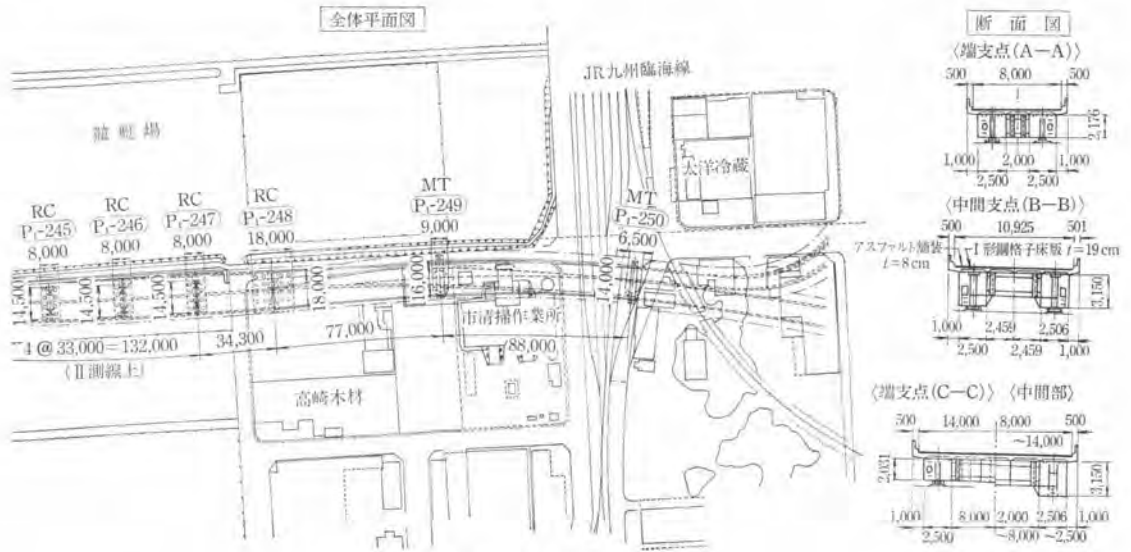 全体平面図
競艇場
JR九州臨海線
太洋冷蔵
RC
P₁-245
8,000
RC
P₁-246
8,000
RC
P₁-247
8,000
RC
P₁-248
18,000
MT
P₁-249
9,000
MT
P₁-250
6,500
14,500
14,500
14,500
18,000
16,000
14,000
4@33,000=132,000
(Ⅱ測線上)
34,300
77,000
88,000
市清掃作業所
高崎木材
断面図
〈端支点(A-A)〉
500
8,000
500
2,176
1,000
2,000
1,000
2,500
2,500
〈中間支点(B-B)〉
500
10,925
501
アスファルト舗装
t=8cm
I形鋼格子床版 t=19cm
3,150
1,000
2,459
2,506
2,500
2,459
1,000
〈端支点(C-C)〉
〈中間部〉
500
14,000
8,000
500
~14,000
2,031
3,150
1,000
8,000
2,000
2,506
1,000
2,500
~8,000
~2,500